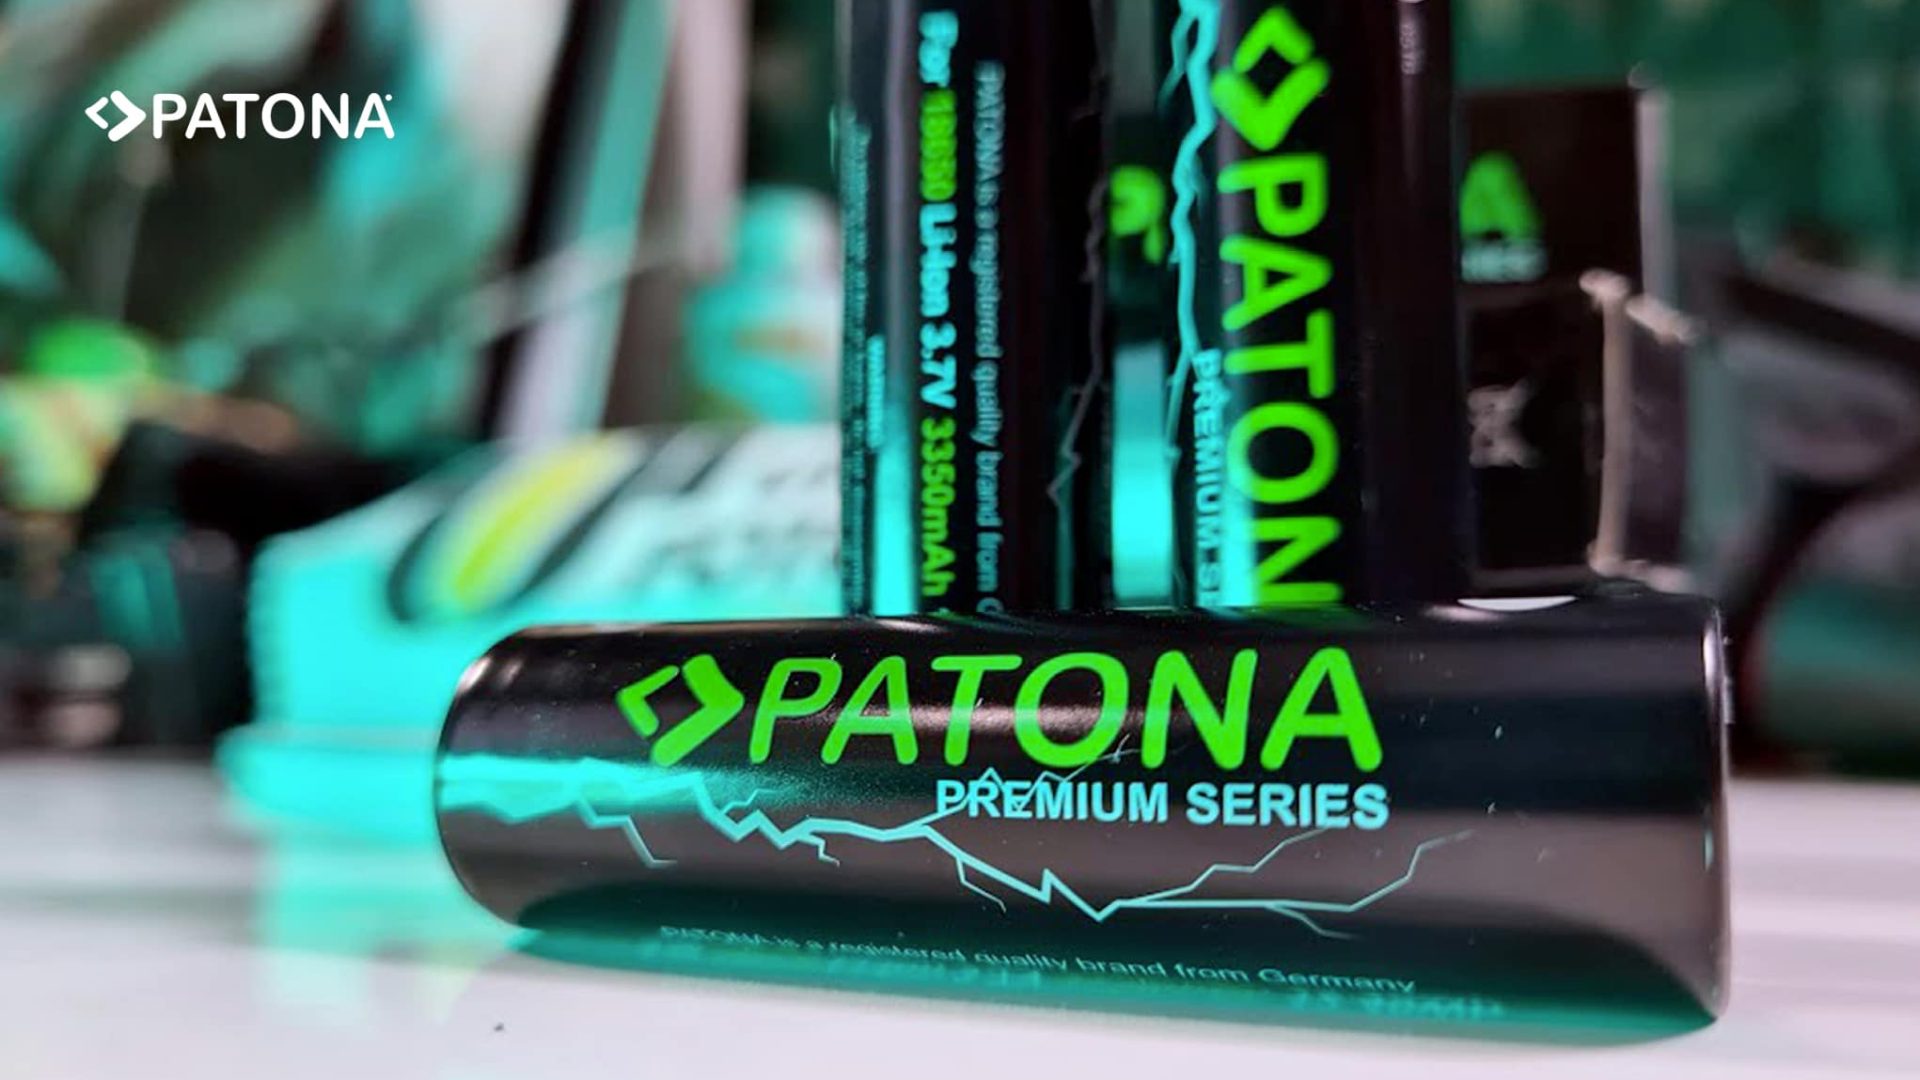 PATONA
For 18650 Li-Ion 3.7V 3350mAh
PATONA is a registered quality brand from
WARNING
PATONA
PREMIUM
PATONA
PREMIUM SERIES
PATONA is a registered quality brand from Germany